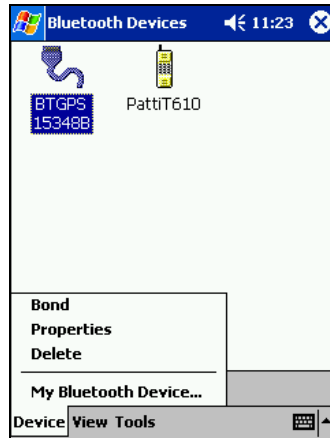 Bluetooth Devices 11:23
BTGPS PattiT610
15348B
Bond
Properties
Delete
My Bluetooth Device...
Device View Tools